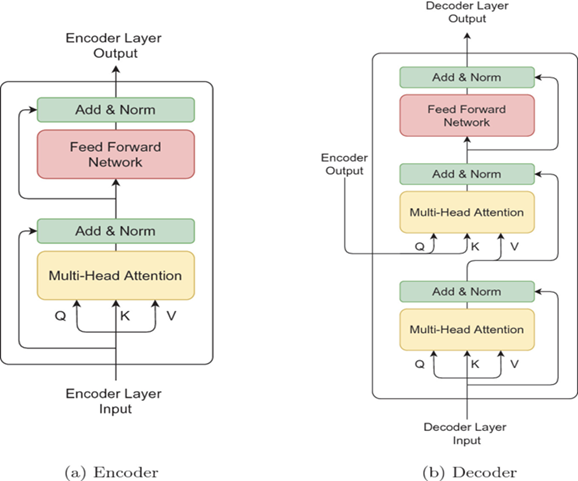 Encoder Layer
Output
Add & Norm
Feed Forward
Network
Add & Norm
Multi-Head Attention
Q K V
Encoder Layer
Input
(a) Encoder
Decoder Layer
Output
Add & Norm
Feed Forward
Network
Encoder
Output
Add & Norm
Multi-Head Attention
Q K V
Add & Norm
Multi-Head Attention
Q K V
Decoder Layer
Input
(b) Decoder